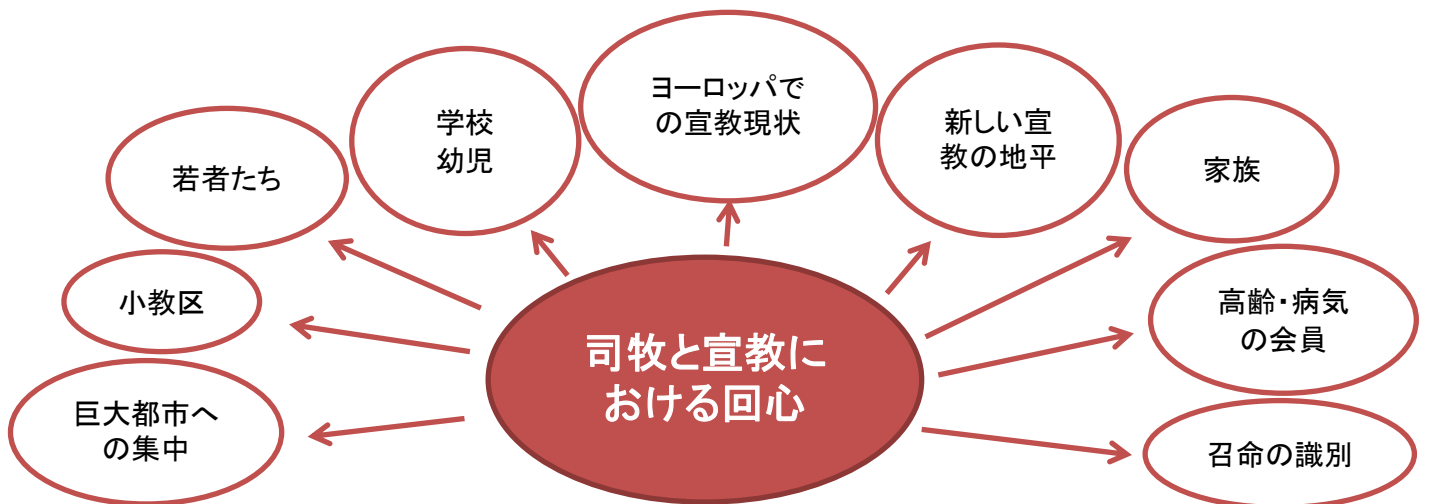 ヨーロッパで
の宣教現状
学校
幼児
新しい宣
教の地平
若者たち
家族
小教区
高齢・病気
の会員
司牧と宣教に
おける回心
巨大都市へ
の集中
召命の識別